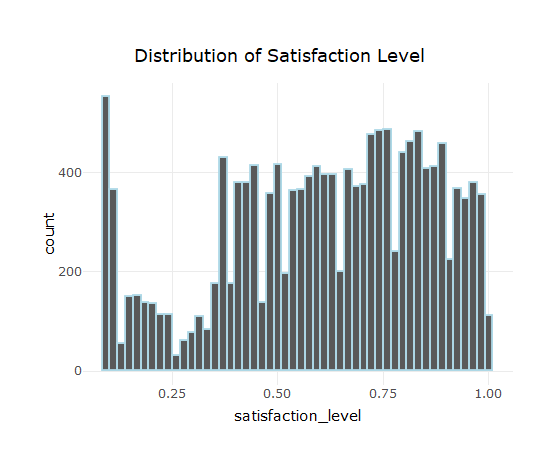 Distribution of Satisfaction Level
count
400
200
0
0.25 0.50 0.75 1.00
satisfaction_level